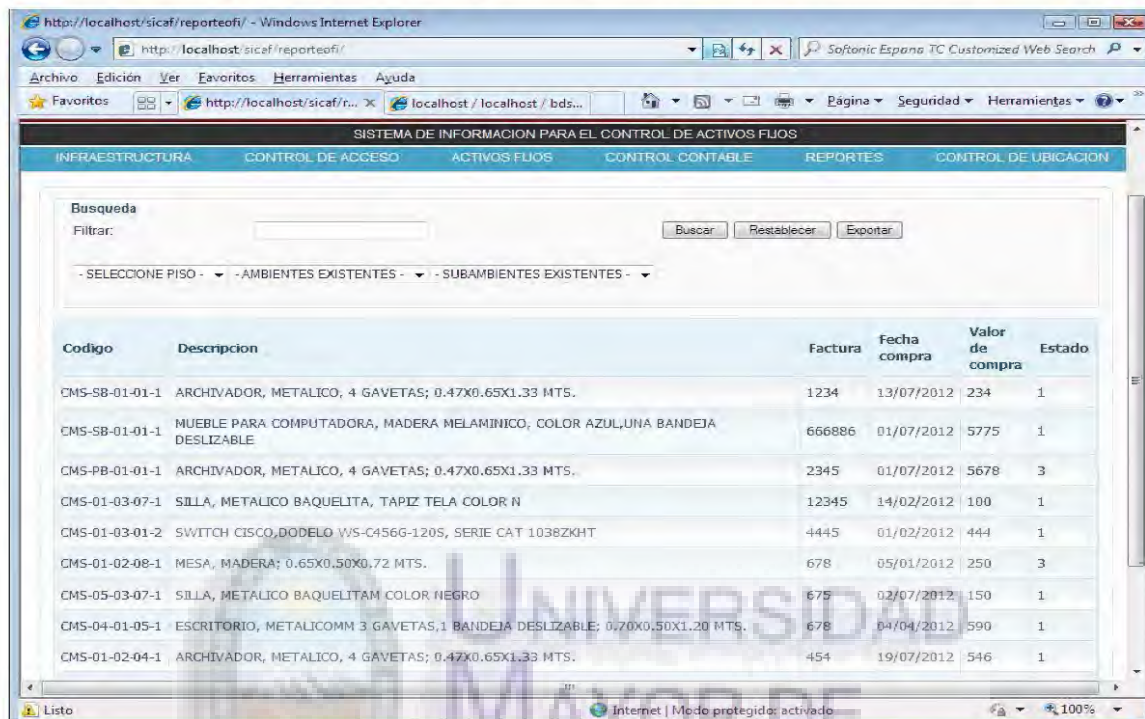 http://localhost/sicaf/reporteofi/ - Windows Internet Explorer
http://localhost/sicaf/reporteofi/
Softonic Espana TC Customized Web Search
Archivo Edición Ver Favoritos Herramientas Ayuda
Favoritos http://localhost/sicaf/r... localhost / localhost / bds... Página Seguridad Herramientas
SISTEMA DE INFORMACION PARA EL CONTROL DE ACTIVOS FIJOS
INFRAESTRUCTURA CONTROL DE ACCESO ACTIVOS FIJOS CONTROL CONTABLE REPORTES CONTROL DE UBICACION
Busqueda
Filtrar: Buscar Restablecer Exportar
- SELECCIONE PISO - - AMBIENTES EXISTENTES - - SUBAMBIENTES EXISTENTES -
Codigo Descripcion Factura Fecha compra Valor de compra Estado
CMS-SB-01-01-1 ARCHIVADOR, METALICO, 4 GAVETAS; 0.47X0.65X1.33 MTS. 1234 13/07/2012 234 1
CMS-SB-01-01-1 MUEBLE PARA COMPUTADORA, MADERA MELAMINICO, COLOR AZUL,UNA BANDEJA DESLIZABLE 666886 01/07/2012 5775 1
CMS-PB-01-01-1 ARCHIVADOR, METALICO, 4 GAVETAS; 0.47X0.65X1.33 MTS. 2345 01/07/2012 5678 3
CMS-01-03-07-1 SILLA, METALICO BAQUELITA, TAPIZ TELA COLOR N 12345 14/02/2012 100 1
CMS-01-03-01-2 SWITCH CISCO,DODELO WS-C456G-120S, SERIE CAT 1038ZKHT 4445 01/02/2012 444 1
CMS-01-02-08-1 MESA, MADERA; 0.65X0.50X0.72 MTS. 678 05/01/2012 250 3
CMS-05-03-07-1 SILLA, METALICO BAQUELITAM COLOR NEGRO 675 02/07/2012 150 1
CMS-04-01-05-1 ESCRITORIO, METALICOMM 3 GAVETAS,1 BANDEJA DESLIZABLE; 0.70X0.50X1.20 MTS. 678 04/04/2012 590 1
CMS-01-02-04-1 ARCHIVADOR, METALICO, 4 GAVETAS; 0.47X0.65X1.33 MTS. 454 19/07/2012 546 1
UNIVERSIDAD
MAYOR DE
Listo Internet | Modo protegido: activado 100%